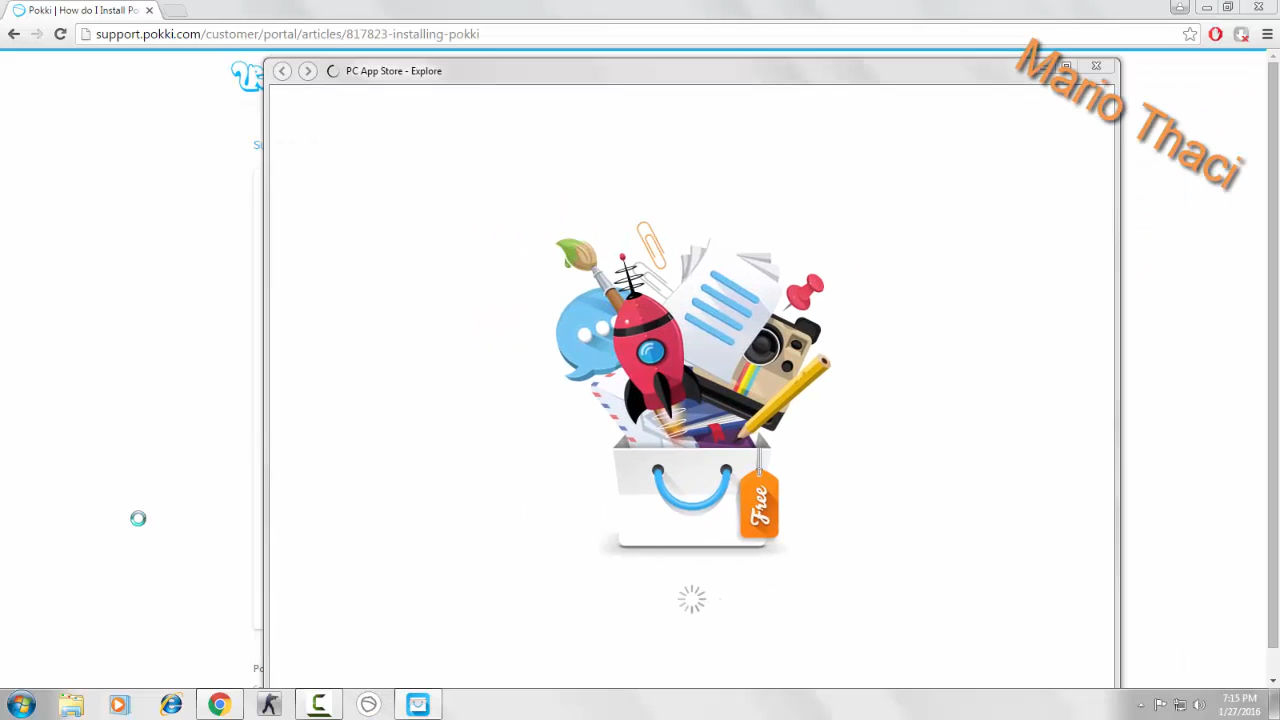 Pokki | How do I Install Po
support.pokki.com/customer/portal/articles/817823-installing-pokki
PC App Store - Explore
Mario Thaci
Free
7:15 PM
1/27/2016